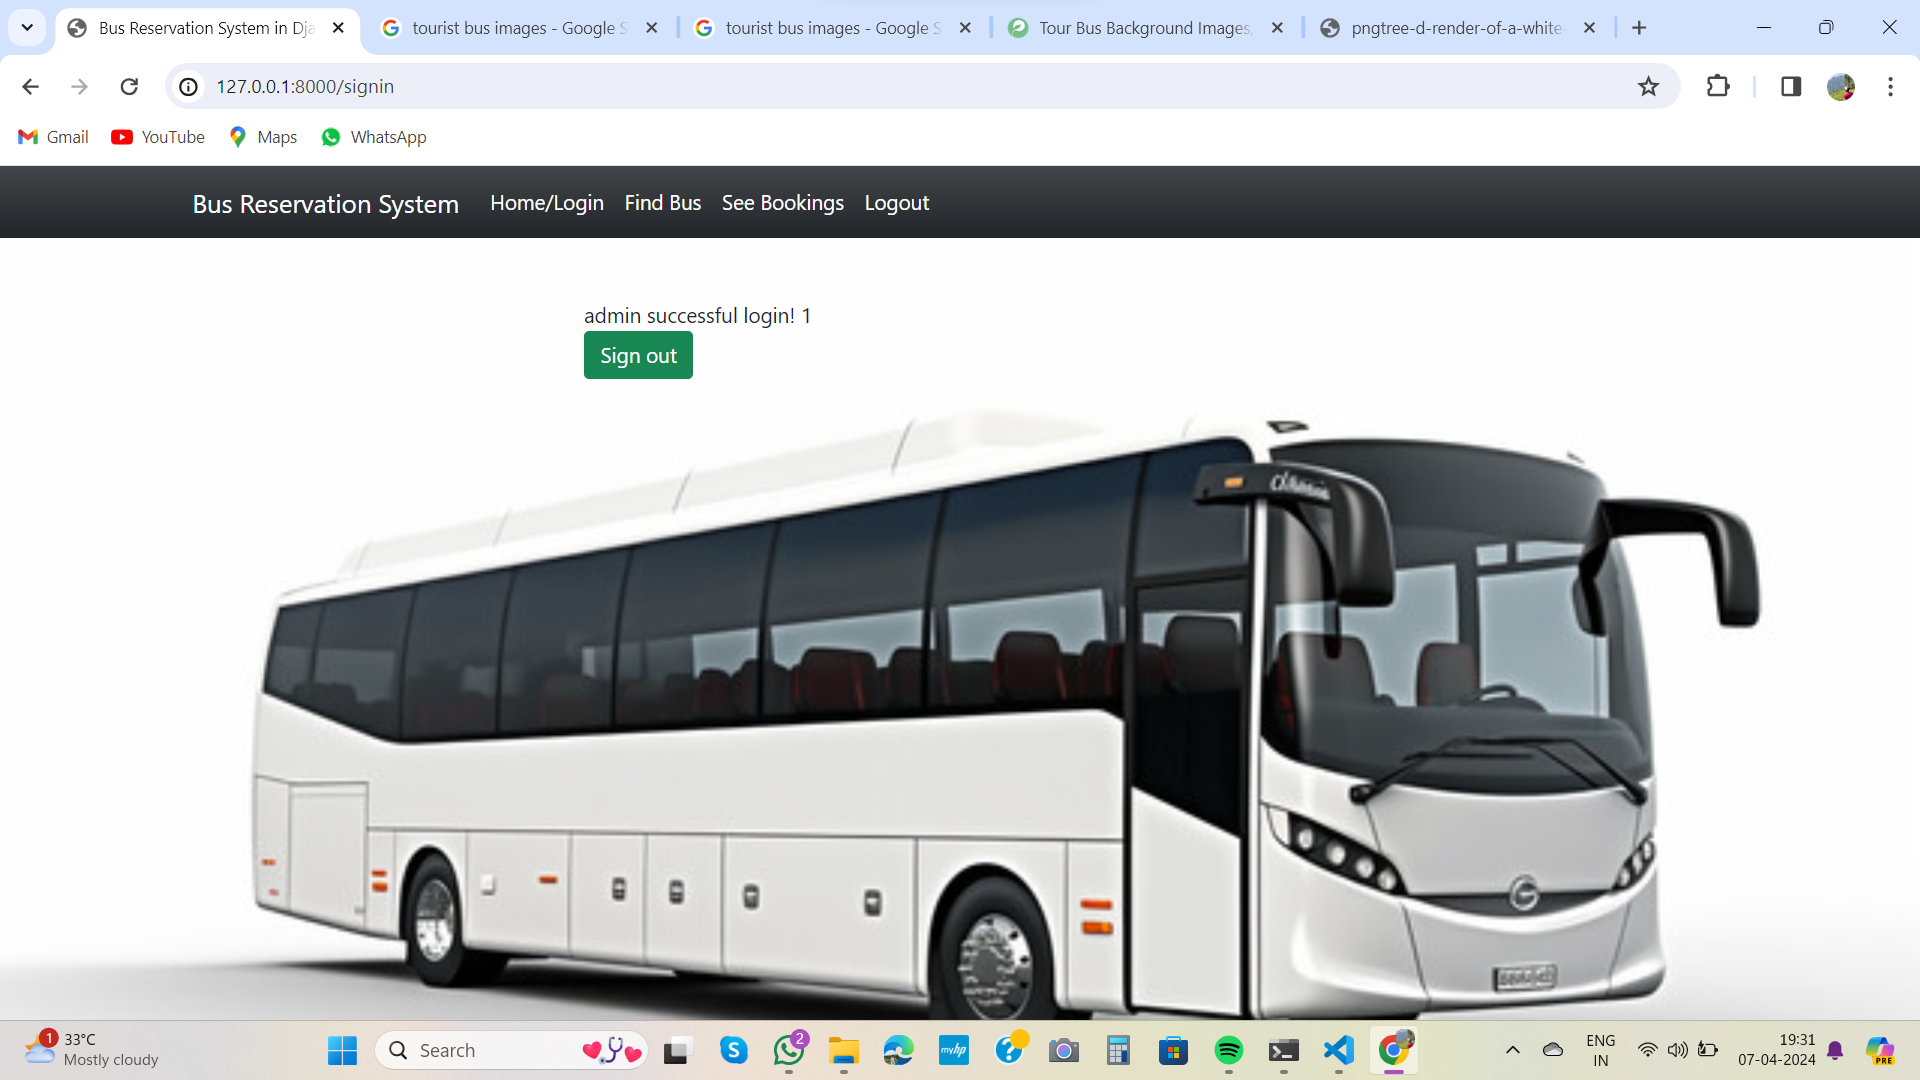 Bus Reservation System in Dja
tourist bus images - Google S
tourist bus images - Google S
Tour Bus Background Images,
pngtree-d-render-of-a-white-
127.0.0.1:8000/signin
Gmail
YouTube
Maps
WhatsApp
Bus Reservation System
Home/Login
Find Bus
See Bookings
Logout
admin successful login! 1
Sign out
1
33°C
Mostly cloudy
Search
2
myhp
ENG
IN
19:31
07-04-2024
PRE